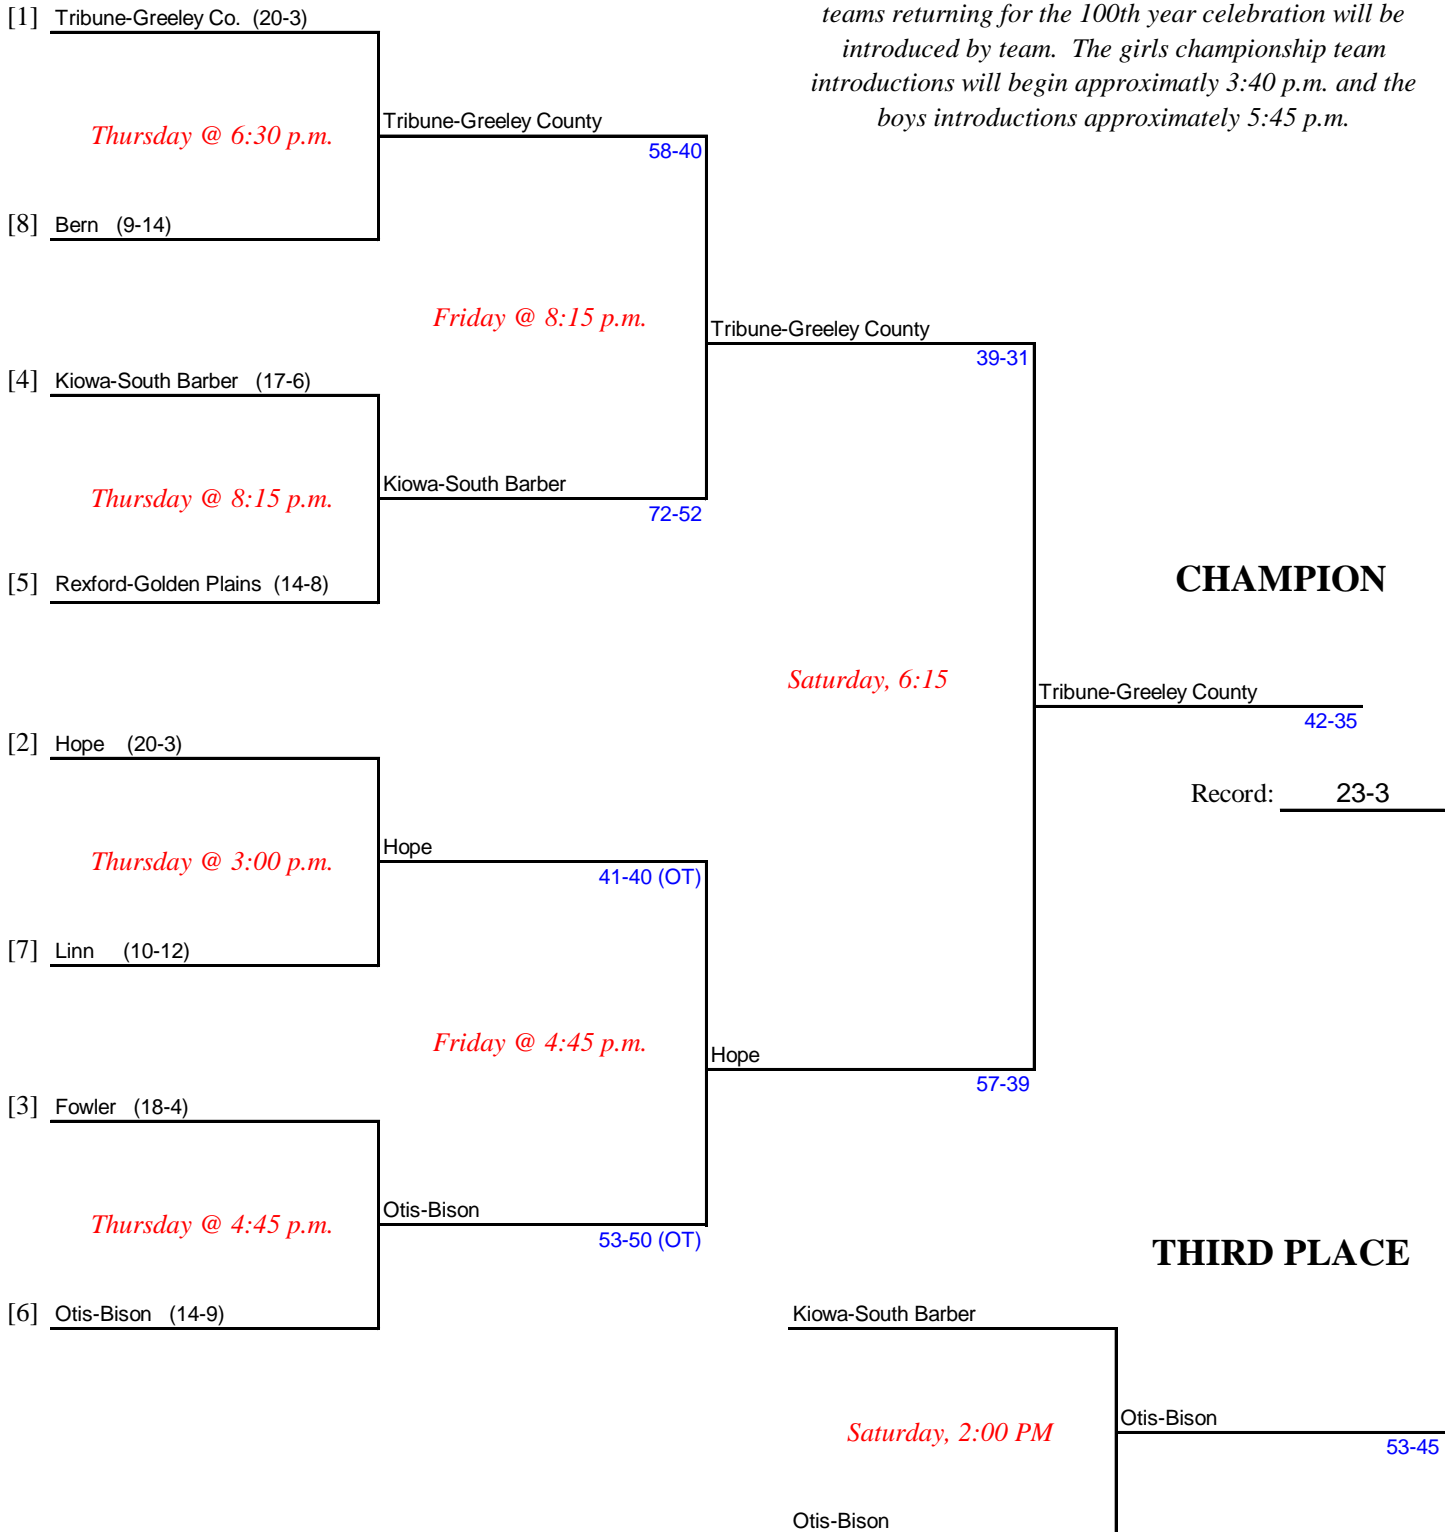 [1] Tribune-Greeley Co. (20-3)
teams returning for the 100th year celebration will be
introduced by team. The girls championship team
introductions will begin approximatly 3:40 p.m. and the
boys introductions approximately 5:45 p.m.
Thursday @ 6:30 p.m.
Tribune-Greeley County
58-40
[8] Bern (9-14)
Friday @ 8:15 p.m.
Tribune-Greeley County
39-31
[4] Kiowa-South Barber (17-6)
Thursday @ 8:15 p.m.
Kiowa-South Barber
72-52
[5] Rexford-Golden Plains (14-8)
CHAMPION
Saturday, 6:15
Tribune-Greeley County
42-35
Record: 23-3
[2] Hope (20-3)
Thursday @ 3:00 p.m.
Hope
41-40 (OT)
[7] Linn (10-12)
Friday @ 4:45 p.m.
Hope
57-39
[3] Fowler (18-4)
Thursday @ 4:45 p.m.
Otis-Bison
53-50 (OT)
[6] Otis-Bison (14-9)
THIRD PLACE
Kiowa-South Barber
Saturday, 2:00 PM
Otis-Bison
53-45
Otis-Bison